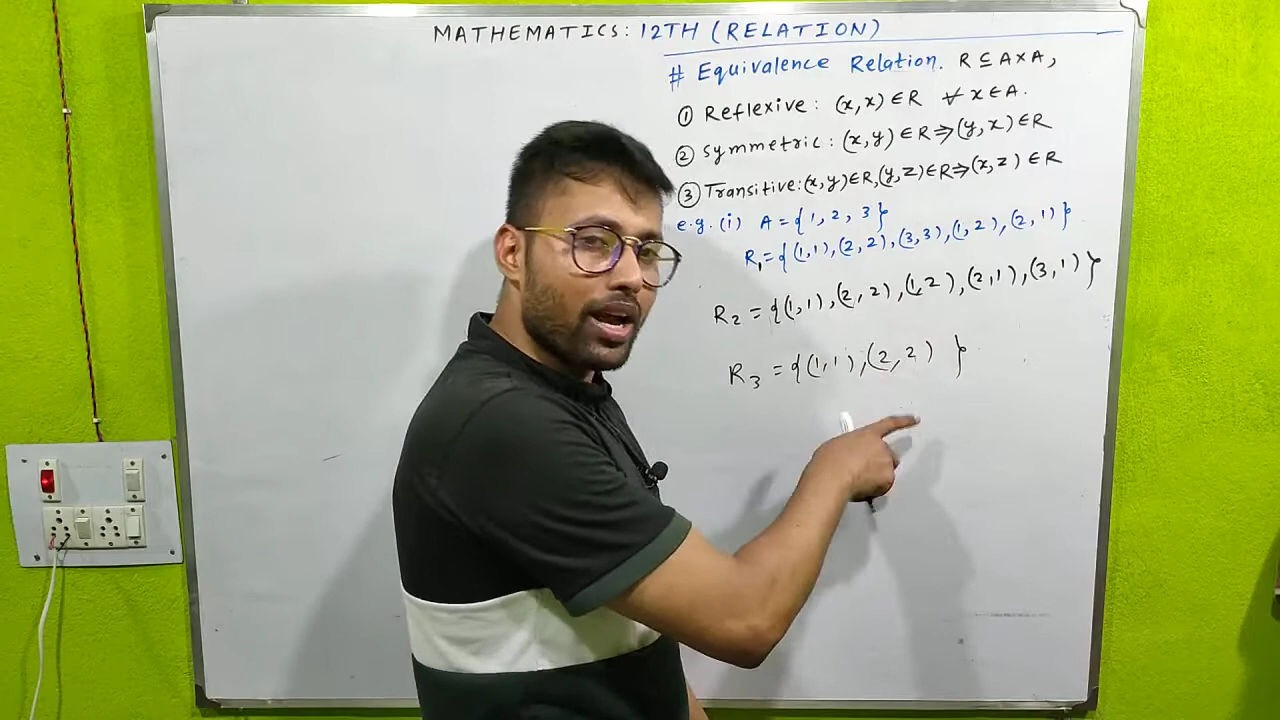 MATHEMATICS: 12TH (RELATION)
# Equivalence Relation. R ⊆ A×A,
① Reflexive: (x,x) ∈ R ∀ x ∈ A.
② Symmetric: (x,y) ∈ R ⇒ (y,x) ∈ R
③ Transitive: (x,y) ∈ R, (y,z) ∈ R ⇒ (x,z) ∈ R
e.g. (i) A = {1, 2, 3}
R₁ = {(1,1), (2,2), (3,3), (1,2), (2,1)}
R₂ = {(1,1), (2,2), (1,2), (2,1), (3,1)}
R₃ = {(1,1), (2,2) }